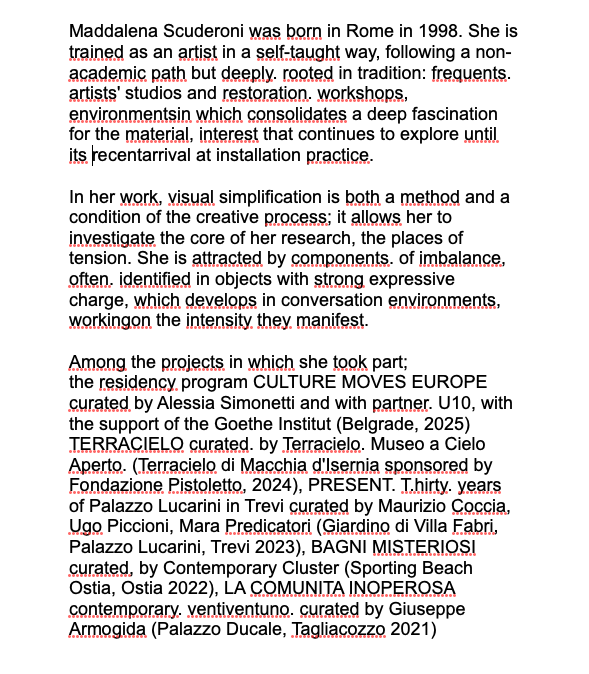 Maddalena Scuderoni was born in Rome in 1998. She is
trained as an artist in a self-taught way, following a non-
academic path but deeply. rooted in tradition: frequents.
artists' studios and restoration. workshops,
environmentsin which consolidates a deep fascination
for the material, interest that continues to explore until
its recentarrival at installation practice.
In her work, visual simplification is both a method and a
condition of the creative process; it allows her to
investigate the core of her research, the places of
tension. She is attracted by components. of imbalance,
often. identified in objects with strong expressive
charge, which develops in conversation environments,
workingon the intensity they manifest.
Among the projects in which she took part;
the residency program CULTURE MOVES EUROPE
curated by Alessia Simonetti and with partner. U10, with
the support of the Goethe Institut (Belgrade, 2025)
TERRACIELO curated. by Terracielo. Museo a Cielo
Aperto. (Terracielo di Macchia d'Isernia sponsored by
Fondazione Pistoletto, 2024), PRESENT. T.hirty. years
of Palazzo Lucarini in Trevi curated by Maurizio Coccia,
Ugo Piccioni, Mara Predicatori (Giardino di Villa Fabri,
Palazzo Lucarini, Trevi 2023), BAGNI MISTERIOSI
curated, by Contemporary Cluster (Sporting Beach
Ostia, Ostia 2022), LA COMUNITA INOPEROSA
contemporary. ventiventuno. curated by Giuseppe
Armogida (Palazzo Ducale, Tagliacozzo 2021)